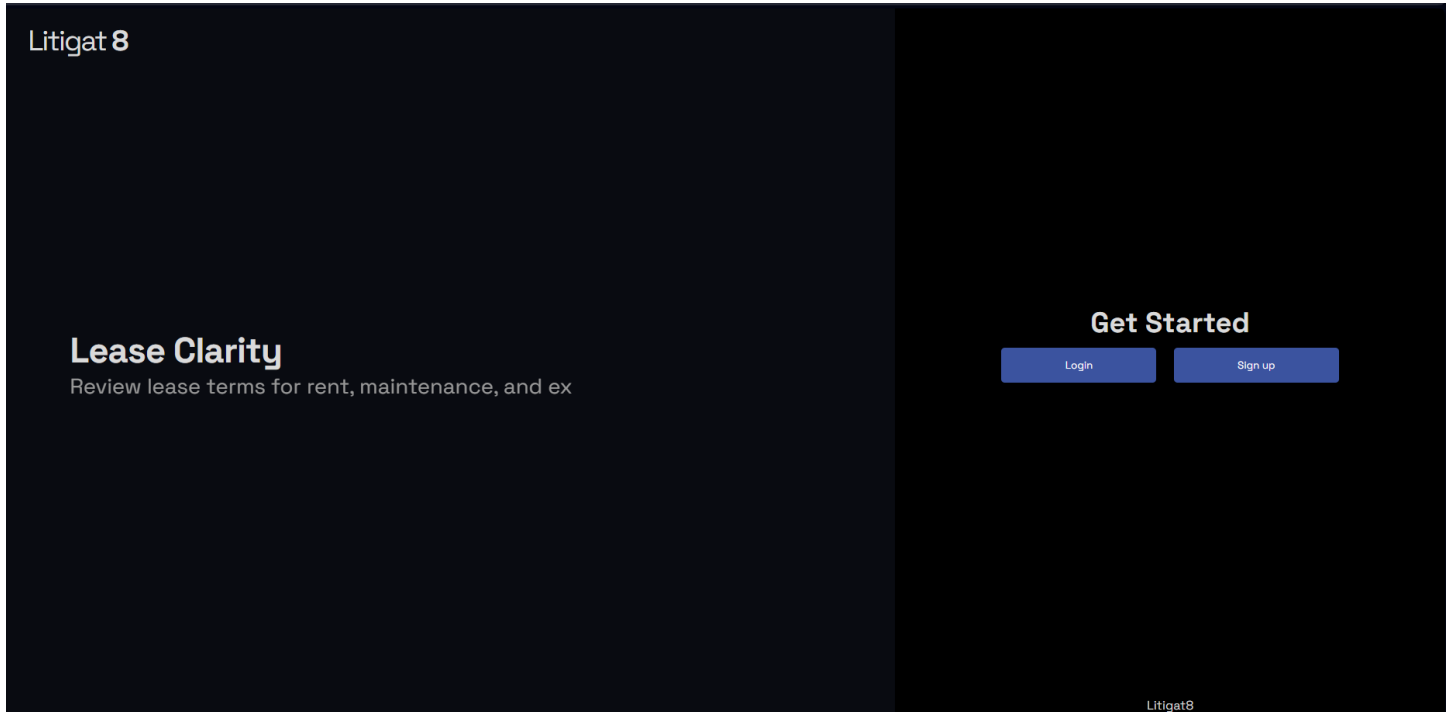 Litigat 8
Lease Clarity
Review lease terms for rent, maintenance, and ex
Get Started
Login
Sign up
Litigat8